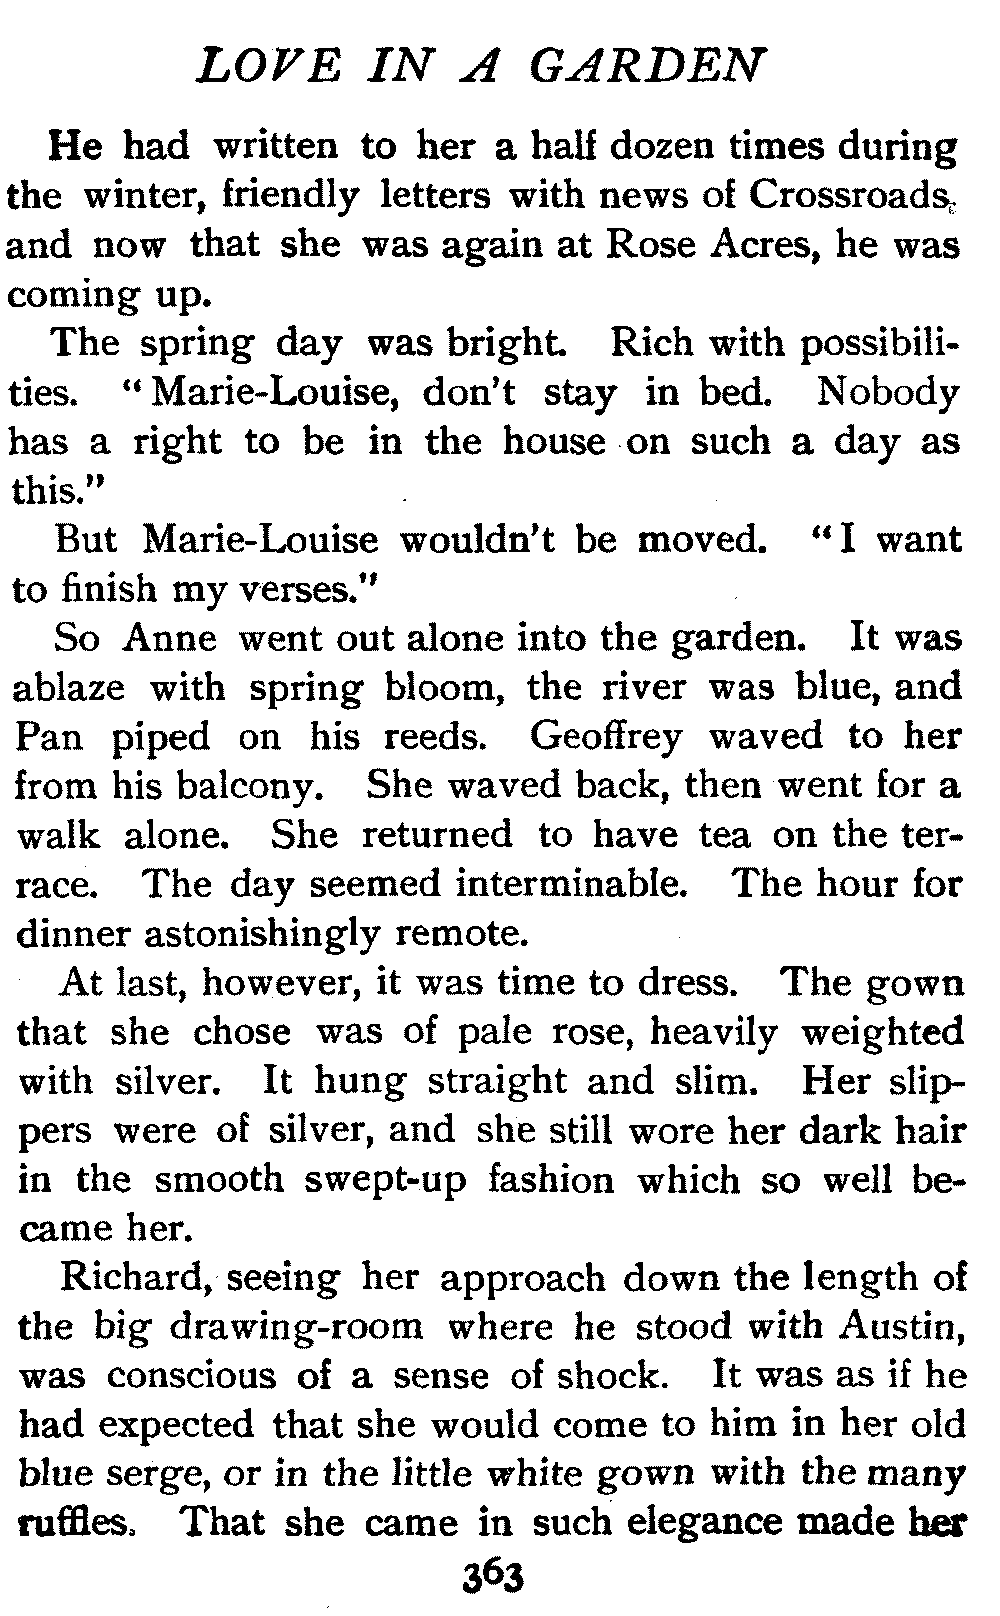 LOVE IN A GARDEN
He had written to her a half dozen times during
the winter, friendly letters with news of Crossroads,
and now that she was again at Rose Acres, he was
coming up.
The spring day was bright. Rich with possibili-
ties. "Marie-Louise, don't stay in bed. Nobody
has a right to be in the house on such a day as
this."
But Marie-Louise wouldn't be moved. "I want
to finish my verses."
So Anne went out alone into the garden. It was
ablaze with spring bloom, the river was blue, and
Pan piped on his reeds. Geoffrey waved to her
from his balcony. She waved back, then went for a
walk alone. She returned to have tea on the ter-
race. The day seemed interminable. The hour for
dinner astonishingly remote.
At last, however, it was time to dress. The gown
that she chose was of pale rose, heavily weighted
with silver. It hung straight and slim. Her slip-
pers were of silver, and she still wore her dark hair
in the smooth swept-up fashion which so well be-
came her.
Richard, seeing her approach down the length of
the big drawing-room where he stood with Austin,
was conscious of a sense of shock. It was as if he
had expected that she would come to him in her old
blue serge, or in the little white gown with the many
ruffles. That she came in such elegance made her
363